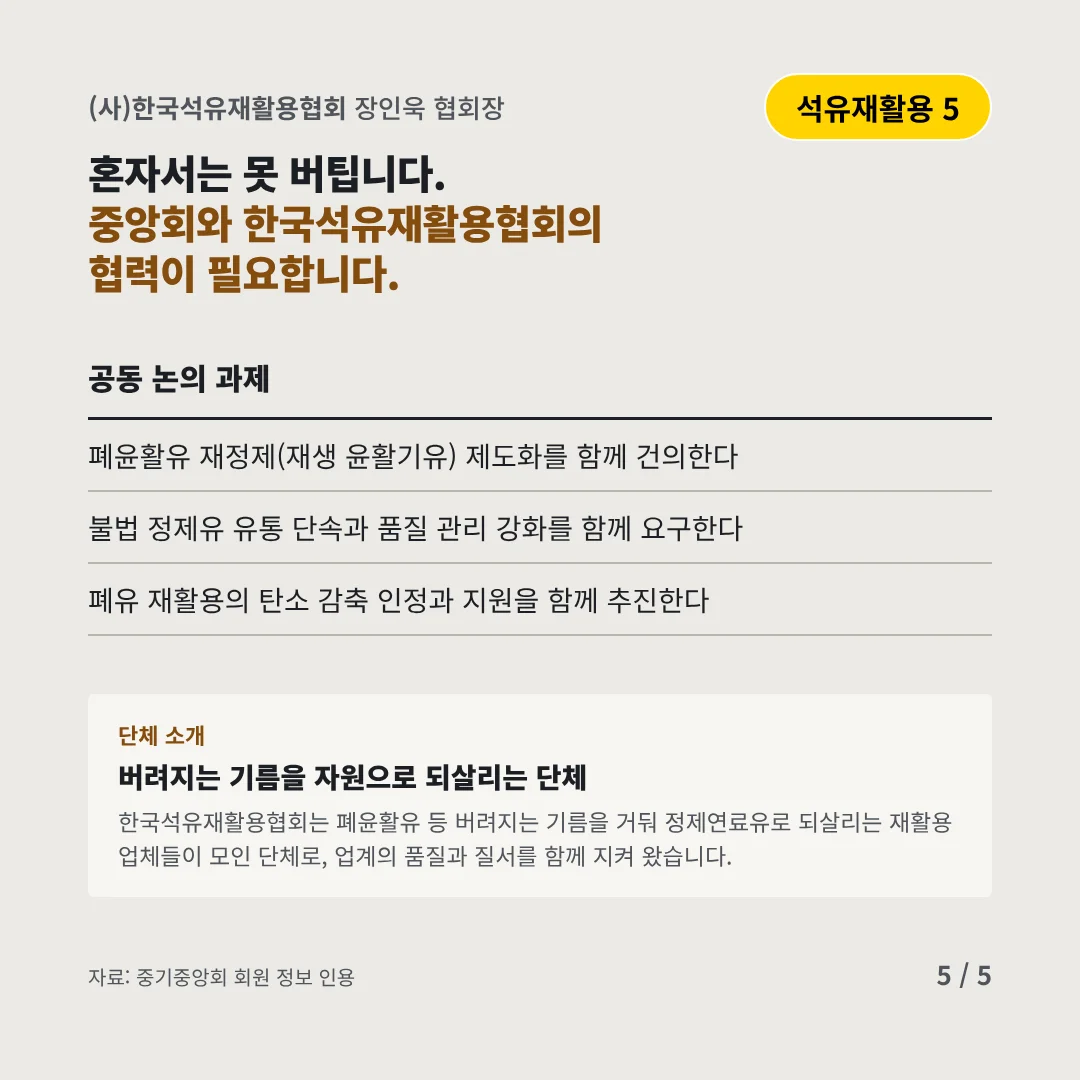 (사)한국석유재활용협회 장인욱 협회장
석유재활용 5
혼자서는 못 버팁니다.
중앙회와 한국석유재활용협회의
협력이 필요합니다.
공동 논의 과제
폐윤활유 재정제(재생 윤활기유) 제도화를 함께 건의한다
불법 정제유 유통 단속과 품질 관리 강화를 함께 요구한다
폐유 재활용의 탄소 감축 인정과 지원을 함께 추진한다
단체 소개
버려지는 기름을 자원으로 되살리는 단체
한국석유재활용협회는 폐윤활유 등 버려지는 기름을 거둬 정제연료유로 되살리는 재활용
업체들이 모인 단체로, 업계의 품질과 질서를 함께 지켜 왔습니다.
자료: 중기중앙회 회원 정보 인용
5 / 5